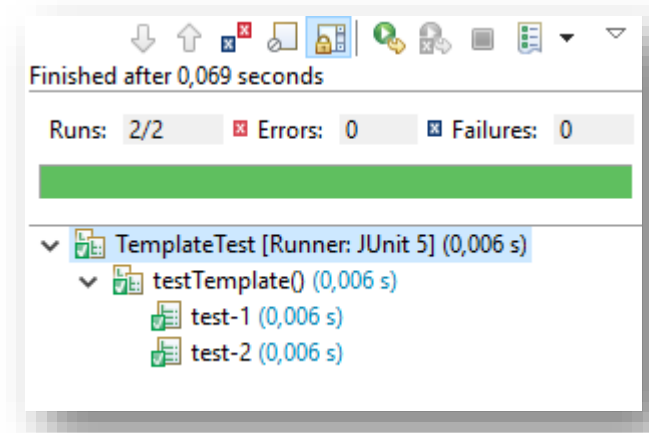 Finished after 0,069 seconds
Runs: 2/2 Errors: 0 Failures: 0
TemplateTest [Runner: JUnit 5] (0,006 s)
testTemplate() (0,006 s)
test-1 (0,006 s)
test-2 (0,006 s)